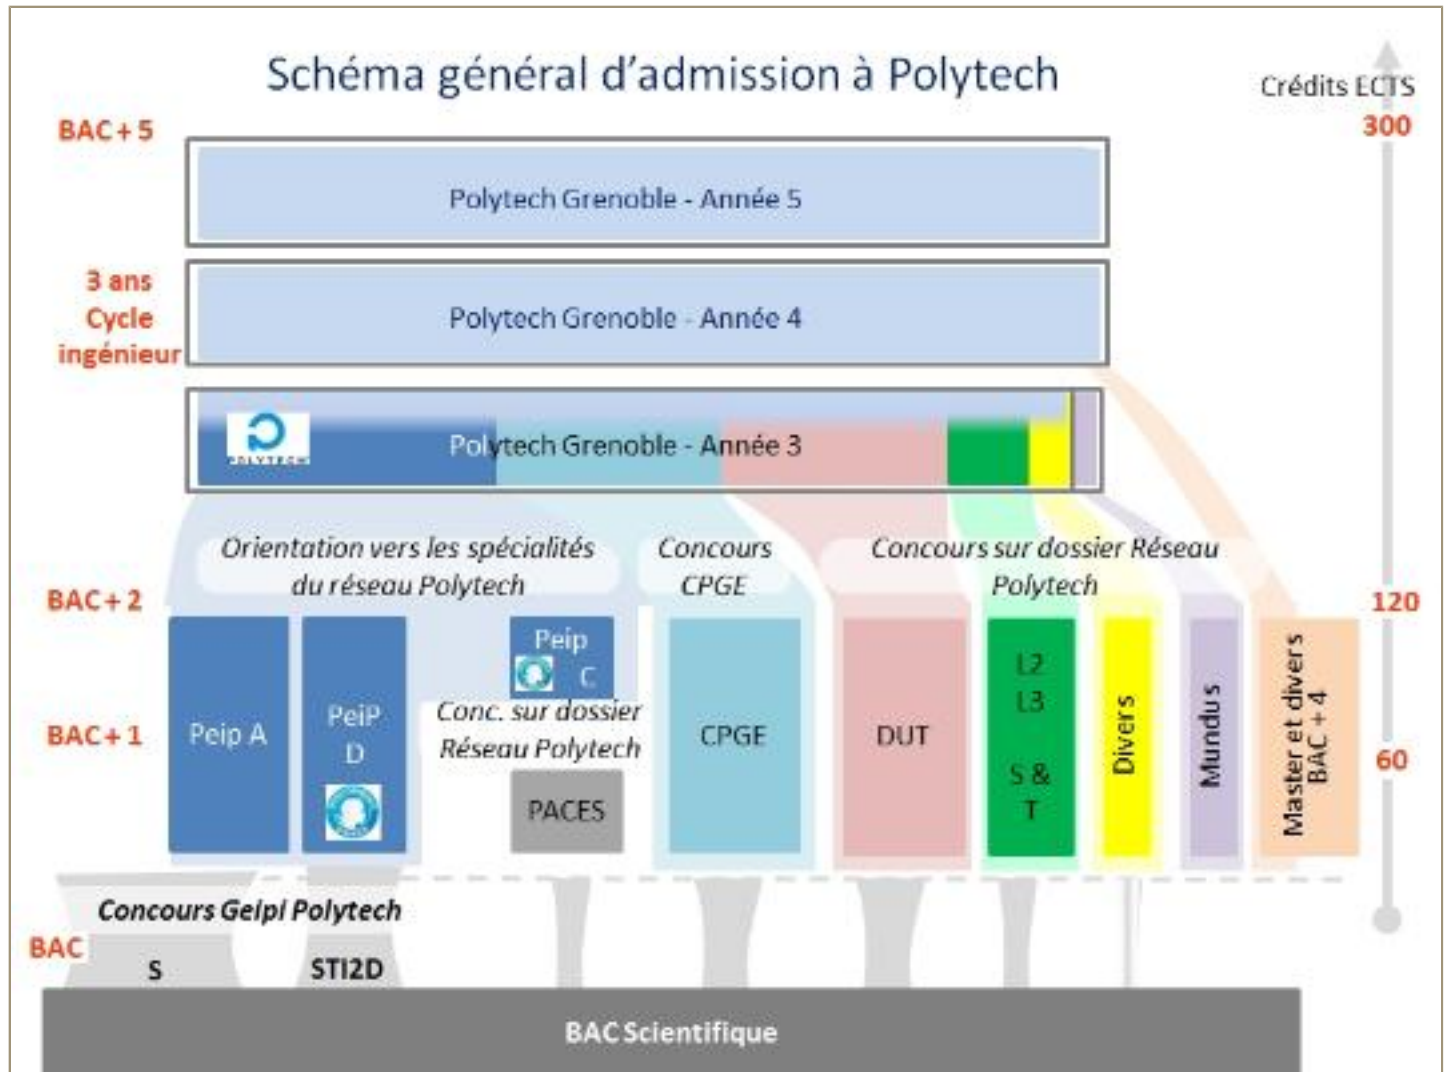 Schéma général d'admission à Polytech
Crédits ECTS
BAC + 5
300
Polytech Grenoble - Année 5
3 ans
Cycle
ingénieur
Polytech Grenoble - Année 4
POLYTECH
Polytech Grenoble - Année 3
Orientation vers les spécialités
du réseau Polytech
Concours
CPGE
Concours sur dossier Réseau
Polytech
BAC + 2
120
Peip
C
Conc. sur dossier
Réseau Polytech
BAC + 1
Peip A
PeiP
D
PACES
CPGE
DUT
L2
L3
S &
T
Divers
Mundus
Master et divers
BAC + 4
60
Concours Geipi Polytech
BAC
S
STI2D
BAC Scientifique